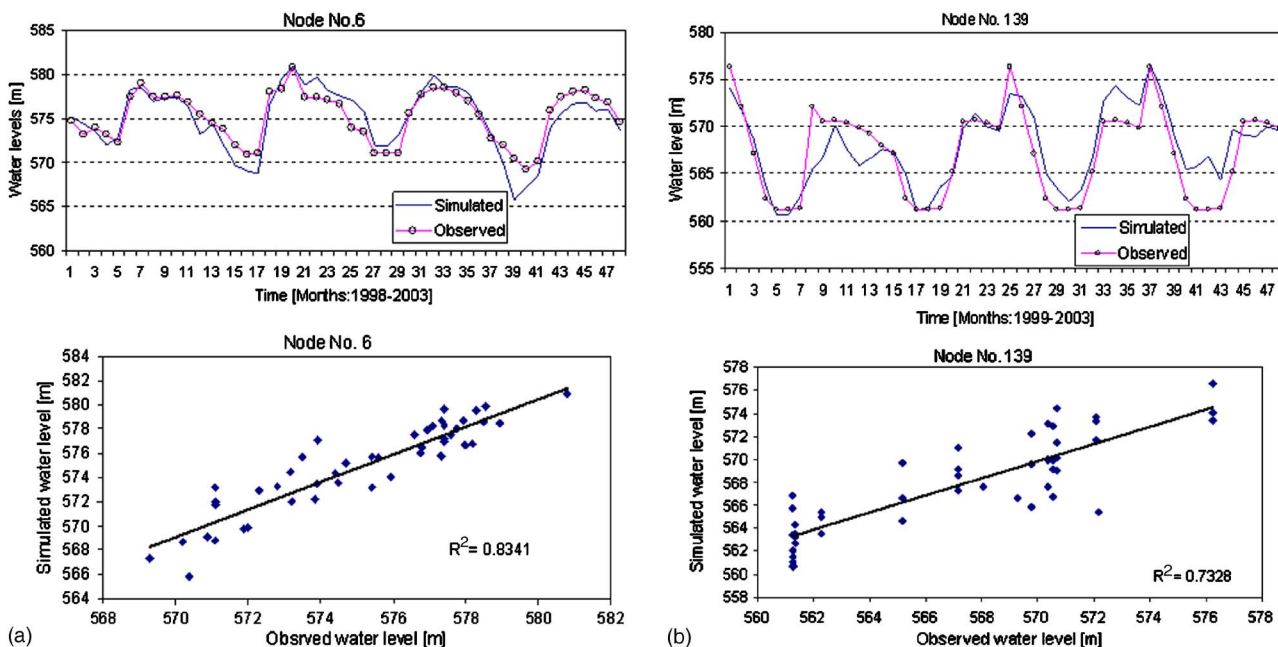 Node No.6
Water levels [m]
585
580
575
570
565
560
Simulated
Observed
1 3 5 7 9 11 13 15 17 19 21 23 25 27 29 31 33 35 37 39 41 43 45 47
Time [Months:1998-2003]
Node No. 139
Water level [m]
580
575
570
565
560
555
Simulated
Observed
1 3 5 7 9 11 13 15 17 19 21 23 25 27 29 31 33 35 37 39 41 43 45 47
Time [Months:1999-2003]
Node No. 6
Simulated water level [m]
584
582
580
578
576
574
572
570
568
566
564
R2= 0.8341
568 570 572 574 576 578 580 582
Obsrved water level [m]
(a)
Node No. 139
Simulated water level [m]
578
576
574
572
570
568
566
564
562
560
558
R2= 0.7328
560 562 564 566 568 570 572 574 576 578
Observed water level [m]
(b)